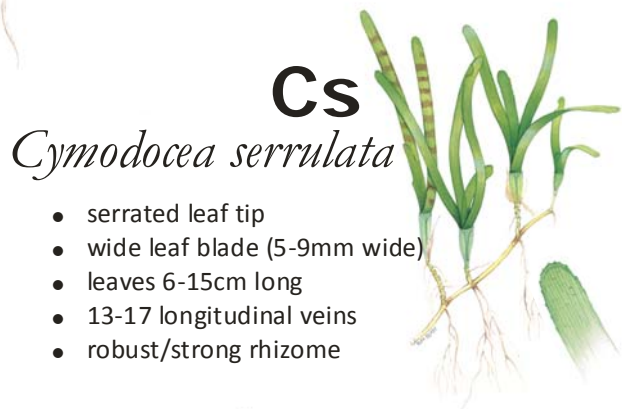 Cs
Cymodocea serrulata
• serrated leaf tip
• wide leaf blade (5-9mm wide)
• leaves 6-15cm long
• 13-17 longitudinal veins
• robust/strong rhizome